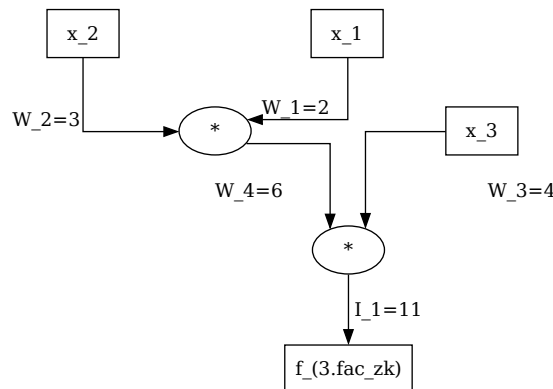 x_2
x_1
W_2=3
*
W_1=2
x_3
W_4=6
W_3=4
*
I_1=11
f_(3.fac_zk)